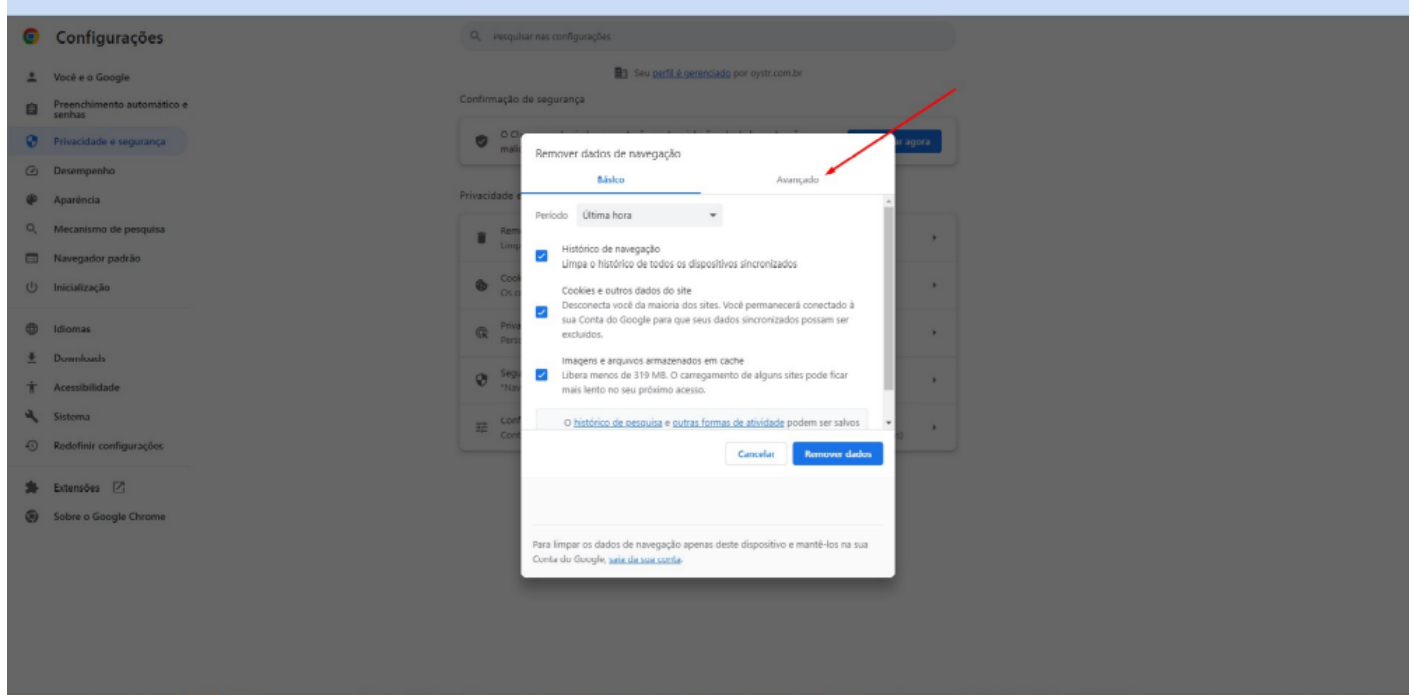 Configurações
Pesquisar nas configurações
Você e o Google
Preenchimento automático e
senhas
Privacidade e segurança
Desempenho
Aparência
Mecanismo de pesquisa
Navegador padrão
Inicialização
Idiomas
Downloads
Acessibilidade
Sistema
Redefinir configurações
Extensões
Sobre o Google Chrome
Seu perfil é gerenciado por oystr.com.br
Confirmação de segurança
Privacidade e
Remover dados de navegação
Básico
Avançado
Período
Última hora
Histórico de navegação
Limpa o histórico de todos os dispositivos sincronizados
Cookies e outros dados do site
Desconecta você da maioria dos sites. Você permanecerá conectado à
sua Conta do Google para que seus dados sincronizados possam ser
excluídos.
Imagens e arquivos armazenados em cache
Libera menos de 319 MB. O carregamento de alguns sites pode ficar
mais lento no seu próximo acesso.
O histórico de pesquisa e outras formas de atividade podem ser salvos
Cancelar
Remover dados
Para limpar os dados de navegação apenas deste dispositivo e mantê-los na sua
Conta do Google, saia da sua conta.
agora